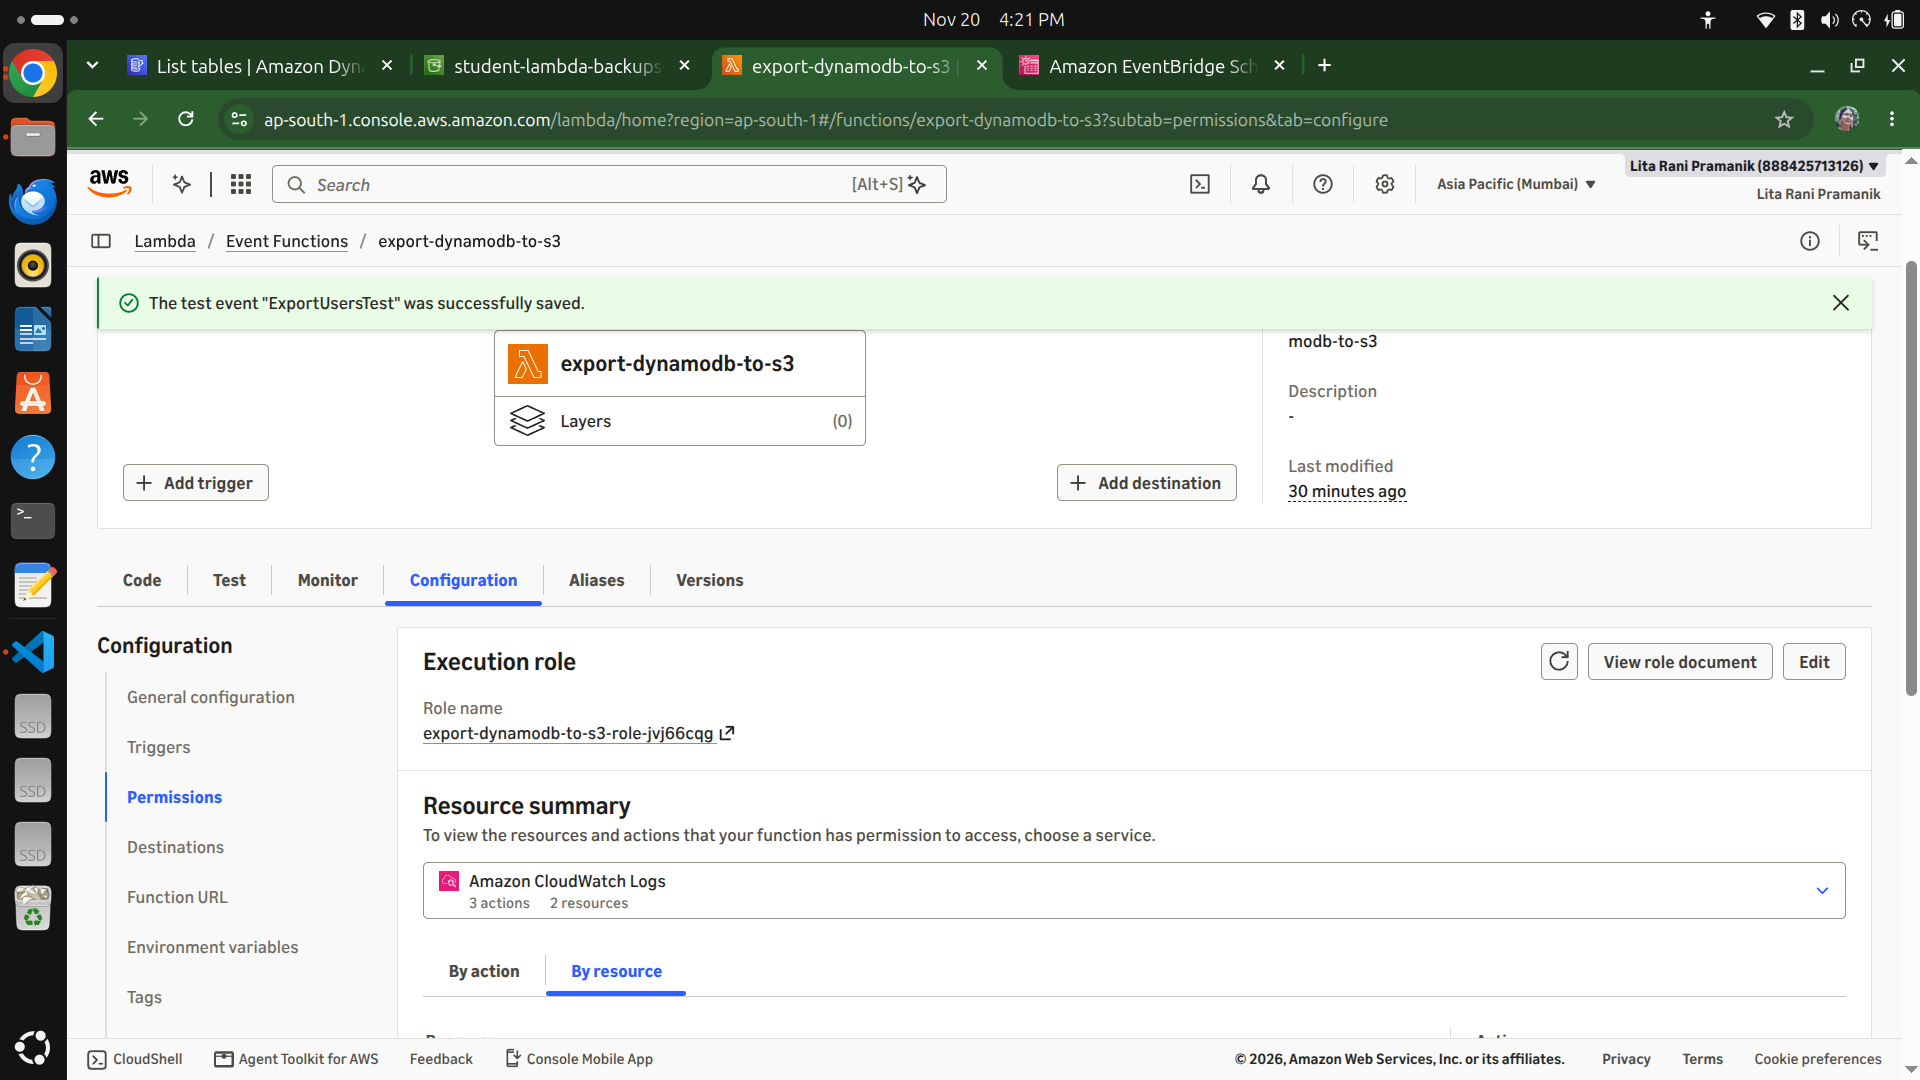 Nov 20 4:21 PM
List tables | Amazon Dyn
student-lambda-backups
export-dynamodb-to-s3 |
Amazon EventBridge Sch
ap-south-1.console.aws.amazon.com/lambda/home?region=ap-south-1#/functions/export-dynamodb-to-s3?subtab=permissions&tab=configure
aws
Search
[Alt+S]
Asia Pacific (Mumbai)
Lita Rani Pramanik (888425713126)
Lita Rani Pramanik
Lambda / Event Functions / export-dynamodb-to-s3
The test event "ExportUsersTest" was successfully saved.
export-dynamodb-to-s3
Layers
(0)
Add trigger
Add destination
modb-to-s3
Description
-
Last modified
30 minutes ago
Code
Test
Monitor
Configuration
Aliases
Versions
Configuration
General configuration
Triggers
Permissions
Destinations
Function URL
Environment variables
Tags
Execution role
View role document
Edit
Role name
export-dynamodb-to-s3-role-jvj66cqg
Resource summary
To view the resources and actions that your function has permission to access, choose a service.
Amazon CloudWatch Logs
3 actions 2 resources
By action
By resource
SSD
SSD
SSD
CloudShell
Agent Toolkit for AWS
Feedback
Console Mobile App
© 2026, Amazon Web Services, Inc. or its affiliates.
Privacy
Terms
Cookie preferences